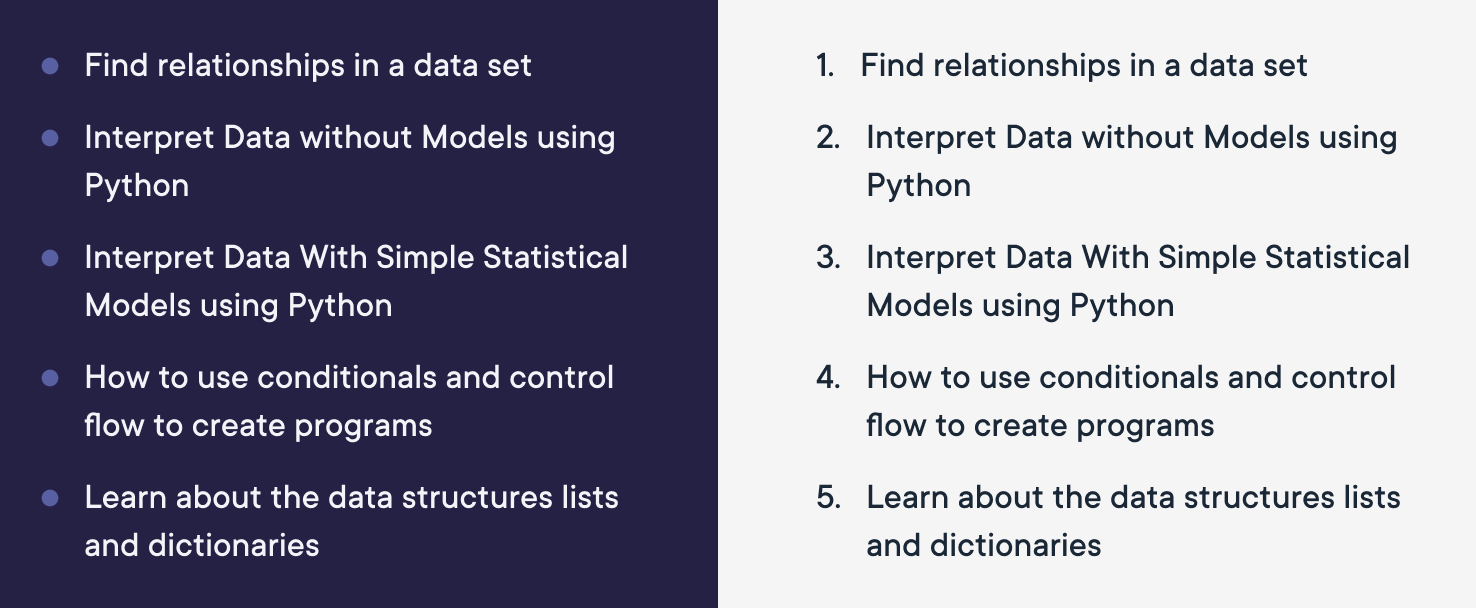 Find relationships in a data set
Interpret Data without Models using
Python
Interpret Data With Simple Statistical
Models using Python
How to use conditionals and control
flow to create programs
Learn about the data structures lists
and dictionaries
1. Find relationships in a data set
2. Interpret Data without Models using
Python
3. Interpret Data With Simple Statistical
Models using Python
4. How to use conditionals and control
flow to create programs
5. Learn about the data structures lists
and dictionaries